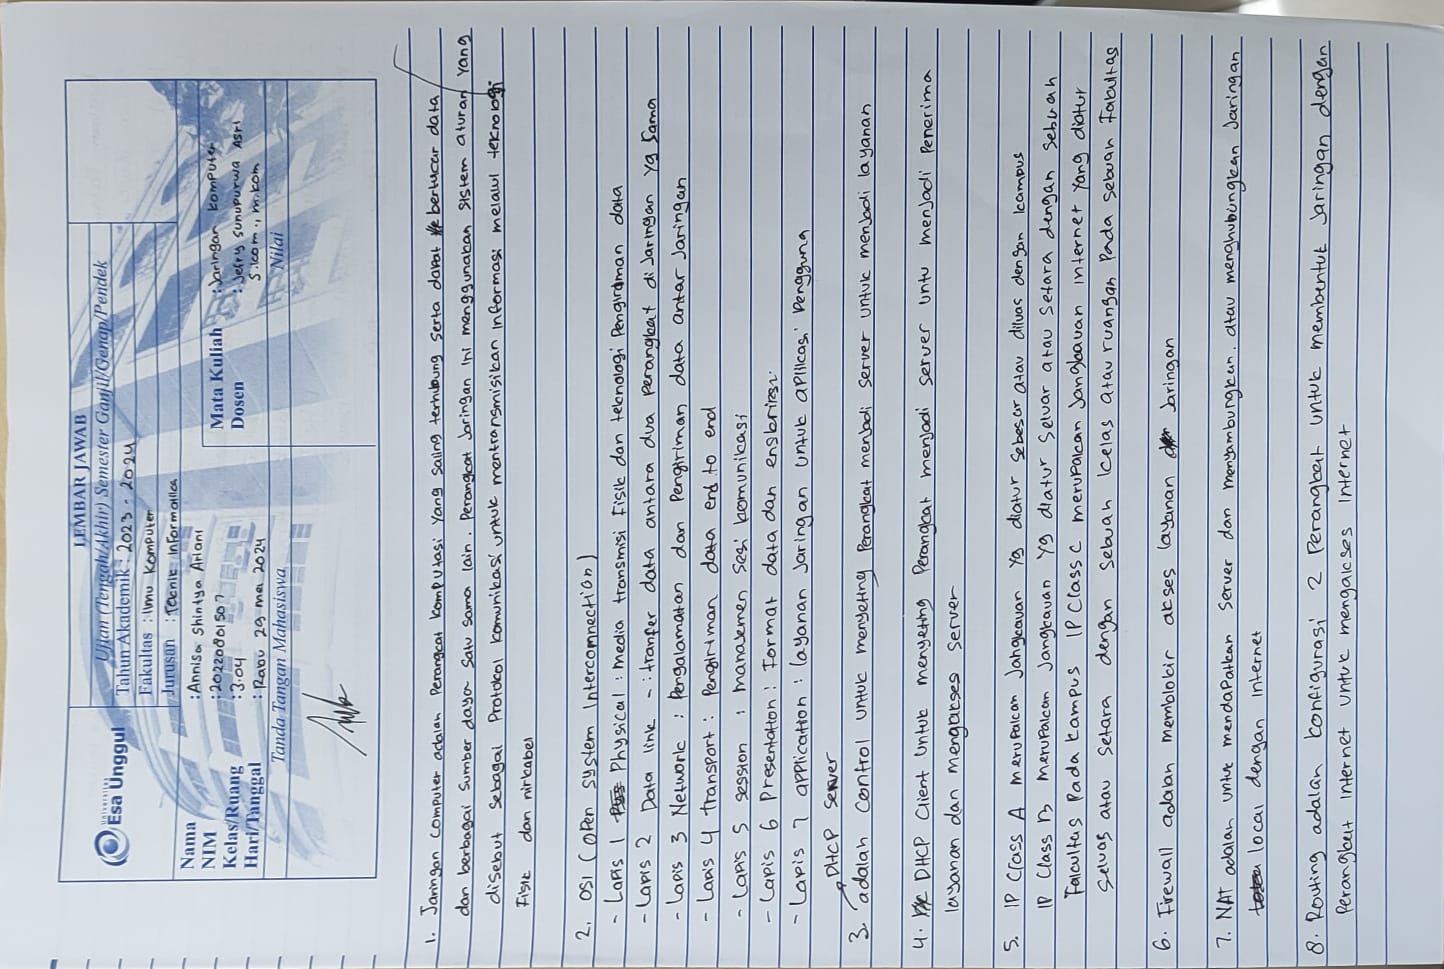 LEMBAR JAWAB
Ujian (Tengah/Akhir) Semester Ganjil/Genap/Pendek
Universitas
Esa Unggul
Tahun Akademik : 2023 - 2024
Fakultas : Ilmu Komputer
Jurusan : Teknik Informatika
Nama : Annisa Shintya Arlani
NIM : 20220801507
Kelas/Ruang : 3.04
Hari/Tanggal : Rabu 29 mei 2024
Mata Kuliah : Jaringan Komputer
Dosen : Jefry Sunupurwa Asri
S.kom., M.kom
Tanda Tangan Mahasiswa
Nilai
1. Jaringan Computer adalah Perangkat komputasi Yang saling terhubung serta dapat bertukar data
dan berbagai Sumber daya Satu sama lain. Perangkat Jaringan ini menggunakan Sistem aturan Yang
disebut sebagai Protokol komunikasi untuk mentransmisikan Informasi melalui teknologi
Fisik dan nirkabel
2. OSI (Open System Interconnection)
- Lapis 1 Physical : media transmisi Fisik dan teknologi Pengiriman data
- Lapis 2 Data link - : tranfer data antara dua Perangkat di Jaringan yg Sama
- Lapis 3 Network : Pengalamatan dan Pengiriman data antar Jaringan
- Lapis 4 transport : Pengiriman data end to end
- Lapis 5 session : manajemen Sesi komunikasi
- Lapis 6 Presentation : Format data dan enskripsi
- Lapis 7 application : layanan Jaringan untuk aplikasi Pengguna
DHCP Server
3. adalah Control untuk menyetting Perangkat menjadi server untuk menjadi layanan
4. DHCP Client Untuk menyeting Perangkat menjadi server untu menjadi Penerima
layanan dan mengakses Server
5. IP Class A merupakan Jangkauan Yg diatur sebesar atau diluas dengan kampus
IP Class B merupakan Jangkauan Yg diatur Seluar atau Setara dengan Sebuah
Fakultas Pada kampus IP Class C merupakan Jangkauan Internet Yang diatur
Seluas atau Setara dengan Sebuah kelas atau ruangan Pada Sebuah Fakultas
6. Firewall adalah memblokir akses layanan Jaringan
7. NAT adalah untuk mendapatkan Server dan menyambungkan. atau menghubungkan Jaringan
local dengan Internet
8. Routing adalah konfigurasi 2 Perangkat untuk membentuk Jaringan dengan
Perangkat Internet untuk mengakses Internet